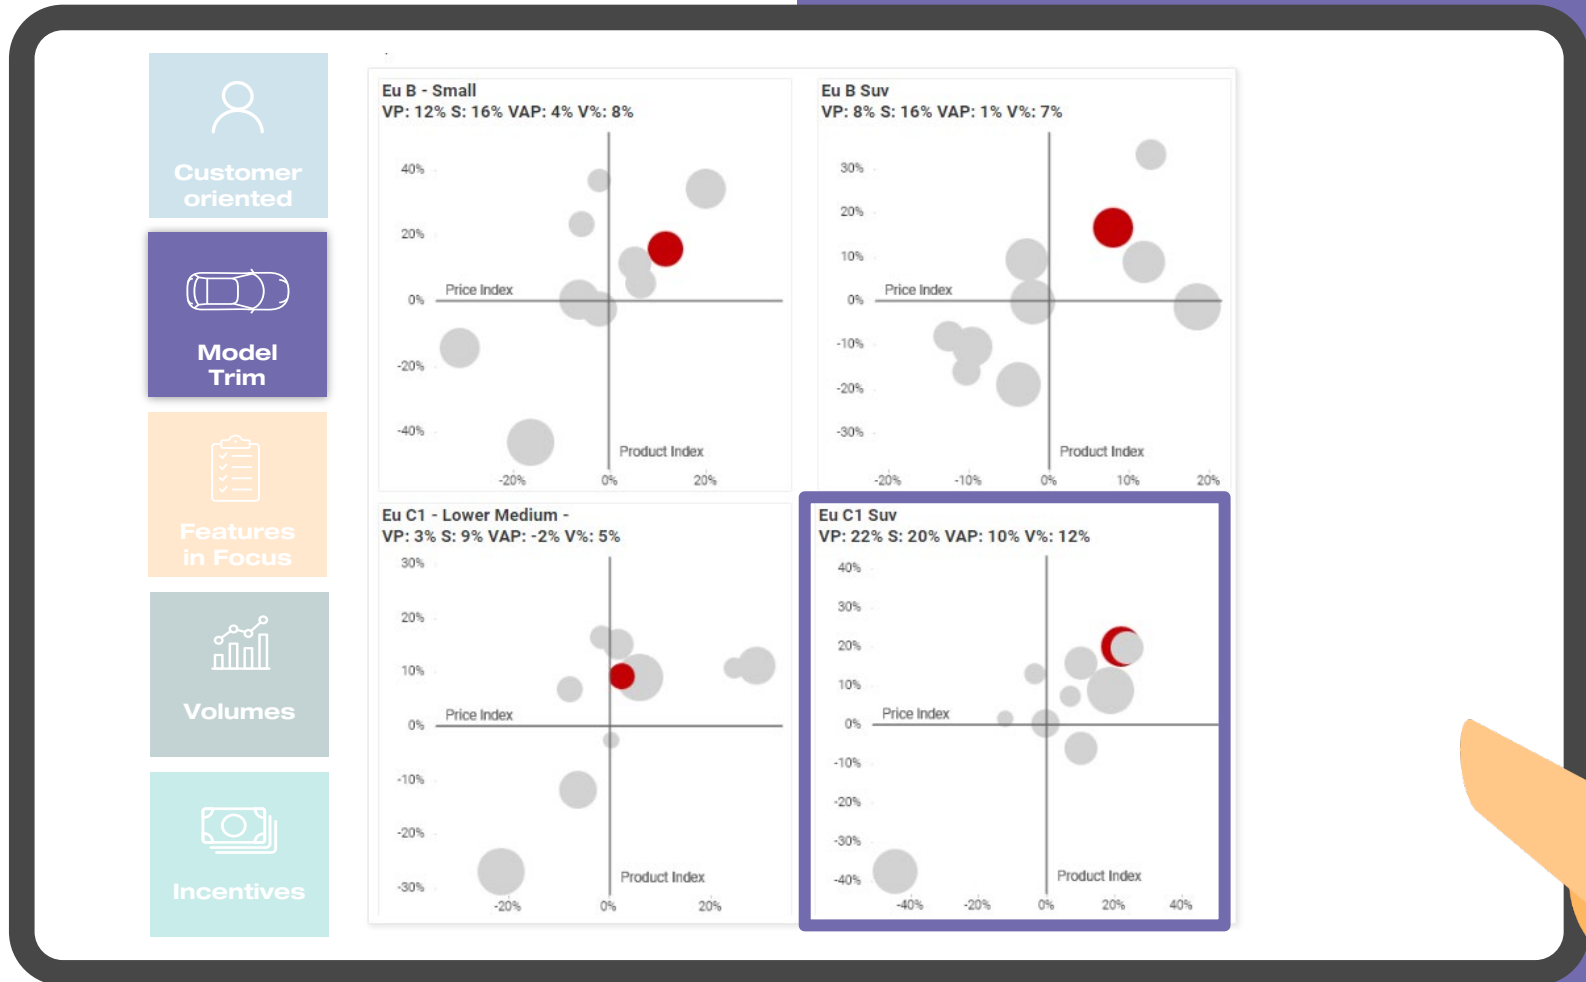 Customer
oriented
Model
Trim
Features
in Focus
Volumes
Incentives
Eu B - Small
VP: 12% S: 16% VAP: 4% V%: 8%
40%
20%
Price Index
0%
-20%
-40%
Product Index
-20%
0%
20%
Eu B Suv
VP: 8% S: 16% VAP: 1% V%: 7%
30%
20%
10%
Price Index
0%
-10%
-20%
-30%
Product Index
-20%
-10%
0%
10%
20%
Eu C1 - Lower Medium -
VP: 3% S: 9% VAP: -2% V%: 5%
30%
20%
10%
Price Index
0%
-10%
-20%
-30%
Product Index
-20%
0%
20%
Eu C1 Suv
VP: 22% S: 20% VAP: 10% V%: 12%
40%
30%
20%
10%
Price Index
0%
-10%
-20%
-30%
-40%
Product Index
-40%
-20%
0%
20%
40%